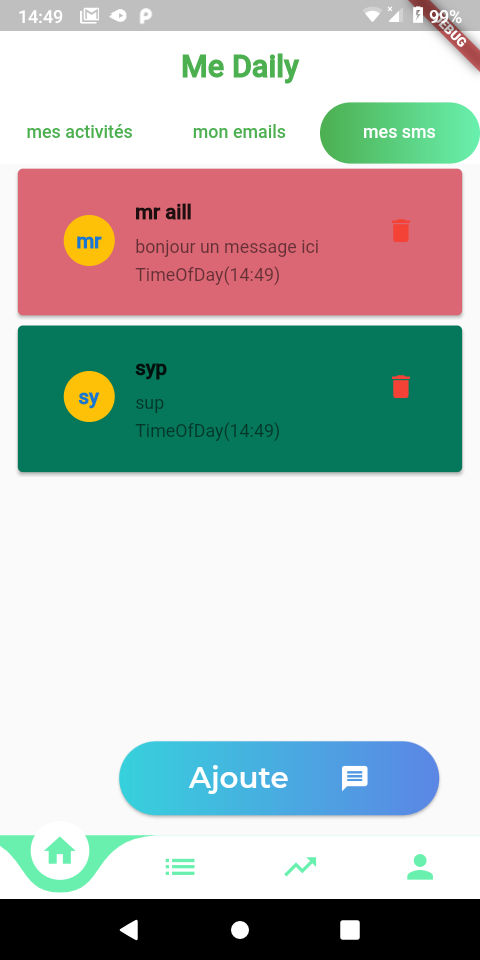 14:49
99%
DEBUG
Me Daily
mes activités
mon emails
mes sms
mr
mr aill
bonjour un message ici
TimeOfDay(14:49)
sy
syp
sup
TimeOfDay(14:49)
Ajoute